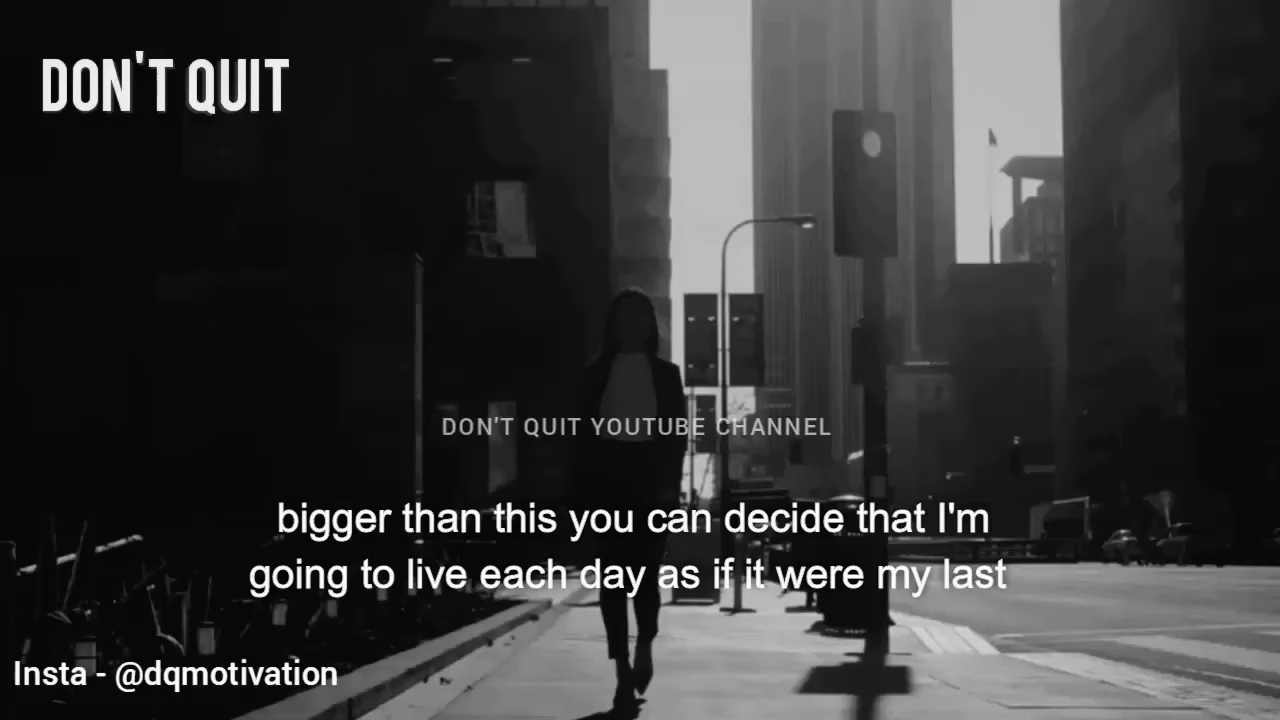 DON'T QUIT
DON'T QUIT YOUTUBE CHANNEL
bigger than this you can decide that I'm
going to live each day as if it were my last
Insta - @dqmotivation